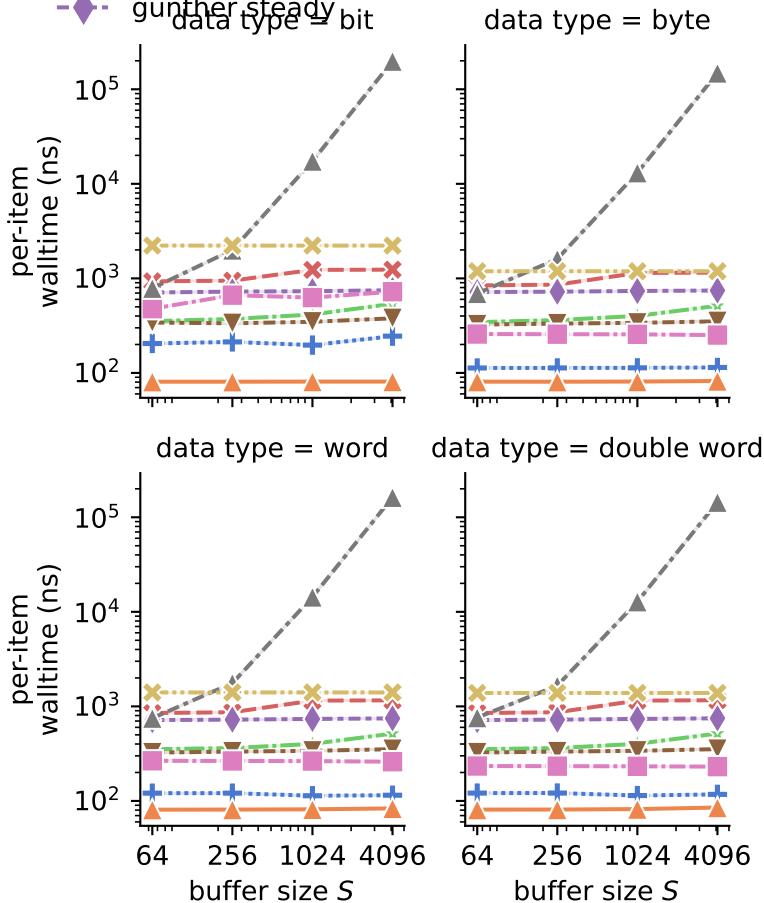 gunther steady
data type = bit
data type = byte
per-item
walltime (ns)
10^5
10^4
10^3
10^2
data type = word
data type = double word
per-item
walltime (ns)
10^5
10^4
10^3
10^2
64 256 1024 4096
64 256 1024 4096
buffer size S
buffer size S